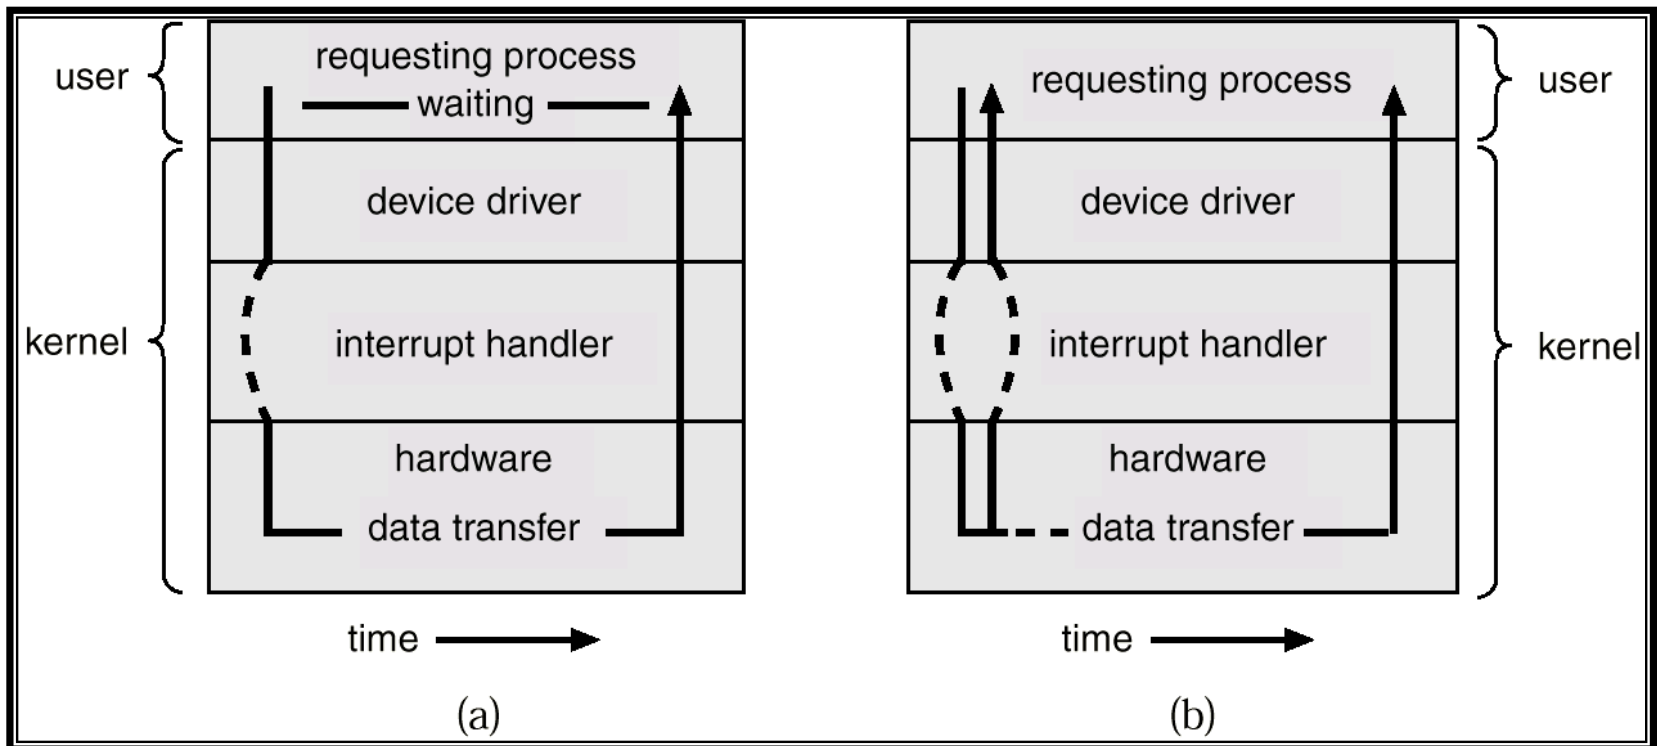 user
requesting process
waiting
device driver
kernel
interrupt handler
hardware
data transfer
time
(a)
requesting process
user
device driver
interrupt handler
kernel
hardware
data transfer
time
(b)